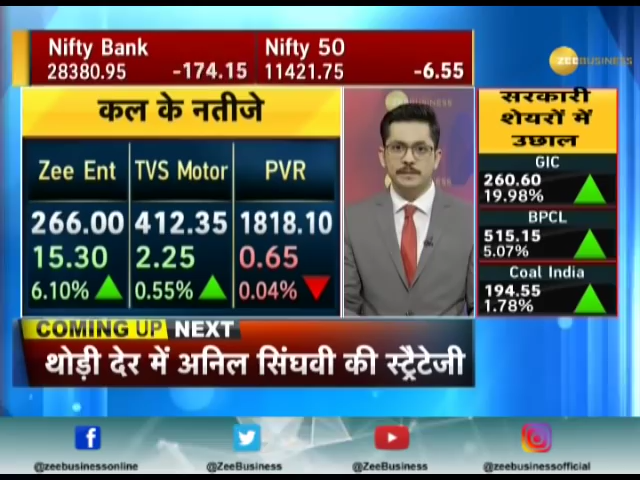 Nifty Bank
28380.95 -174.15
Nifty 50
11421.75 -6.55
ZEEBUSINESS
कल के नतीजे
Zee Ent TVS Motor PVR
266.00 412.35 1818.10
15.30 2.25 0.65
6.10% 0.55% 0.04%
ZEEBUSINESS
सरकारी
शेयरों में
उछाल
GIC
260.60
19.98%
BPCL
515.15
5.07%
Coal India
194.55
1.78%
COMING UP NEXT
थोड़ी देर में अनिल सिंघवी की स्ट्रैटेजी
@zeebusinessonline @ZeeBusiness @ZeeBusiness @zeebusinessofficial